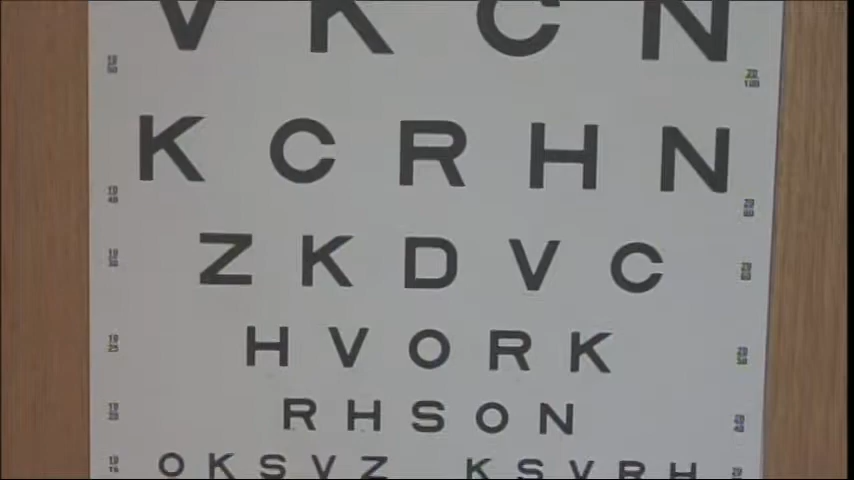 V K C N
K C R H N
Z K D V C
H V O R K
R H S O N
O K S V Z K S V R H